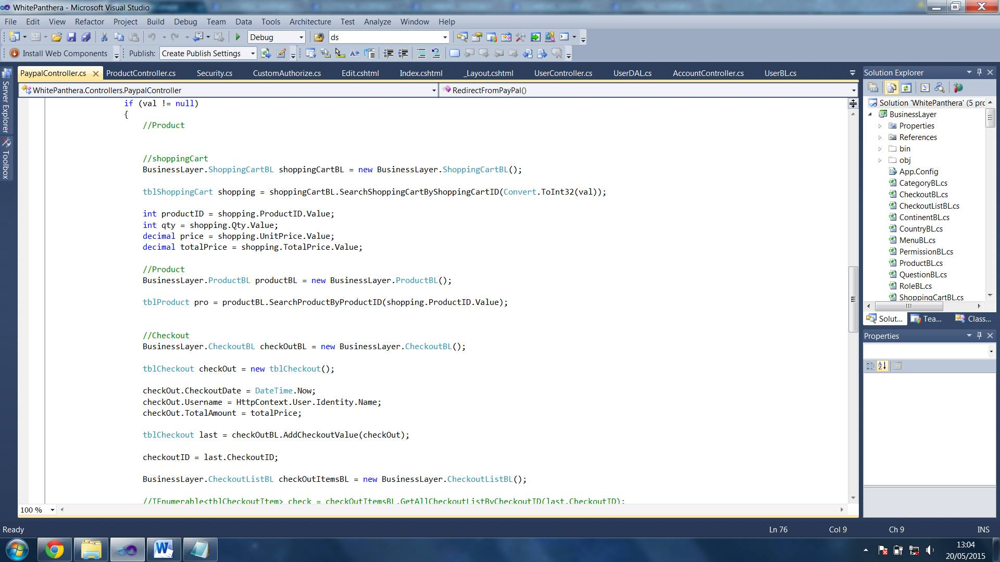 WhitePanthera - Microsoft Visual Studio
File Edit View Refactor Project Build Debug Team Data Tools Architecture Test Analyze Window Help
Debug ds
Install Web Components Publish: Create Publish Settings
PaypalController.cs ProductController.cs Security.cs CustomAuthorize.cs Edit.cshtml Index.cshtml _Layout.cshtml UserController.cs UserDAL.cs AccountController.cs UserBL.cs
WhitePanthera.Controllers.PaypalController RedirectFromPayPal()
Server Explorer
Toolbox
if (val != null)
{
//Product
//shoppingCart
BusinessLayer.ShoppingCartBL shoppingCartBL = new BusinessLayer.ShoppingCartBL();
tblShoppingCart shopping = shoppingCartBL.SearchShoppingCartByShoppingCartID(Convert.ToInt32(val));
int productID = shopping.ProductID.Value;
int qty = shopping.Qty.Value;
decimal price = shopping.UnitPrice.Value;
decimal totalPrice = shopping.TotalPrice.Value;
//Product
BusinessLayer.ProductBL productBL = new BusinessLayer.ProductBL();
tblProduct pro = productBL.SearchProductByProductID(shopping.ProductID.Value);
//Checkout
BusinessLayer.CheckoutBL checkOutBL = new BusinessLayer.CheckoutBL();
tblCheckout checkOut = new tblCheckout();
checkOut.CheckoutDate = DateTime.Now;
checkOut.Username = HttpContext.User.Identity.Name;
checkOut.TotalAmount = totalPrice;
tblCheckout last = checkOutBL.AddCheckoutValue(checkOut);
checkoutID = last.CheckoutID;
BusinessLayer.CheckoutListBL checkOutItemsBL = new BusinessLayer.CheckoutListBL();
//IEnumerable<tblCheckoutItem> check = checkOutItemsBL.GetAllCheckoutListByCheckoutID(last.CheckoutID);
100 %
Solution Explorer
Solution 'WhitePanthera' (5 prc
BusinessLayer
Properties
References
bin
obj
App.Config
CategoryBL.cs
CheckoutBL.cs
CheckoutListBL.cs
ContinentBL.cs
CountryBL.cs
MenuBL.cs
PermissionBL.cs
ProductBL.cs
QuestionBL.cs
RoleBL.cs
ShoppingCartBL.cs
Solut... Tea... Class...
Properties
Ready Ln 76 Col 9 Ch 9 INS
13:04
20/05/2015